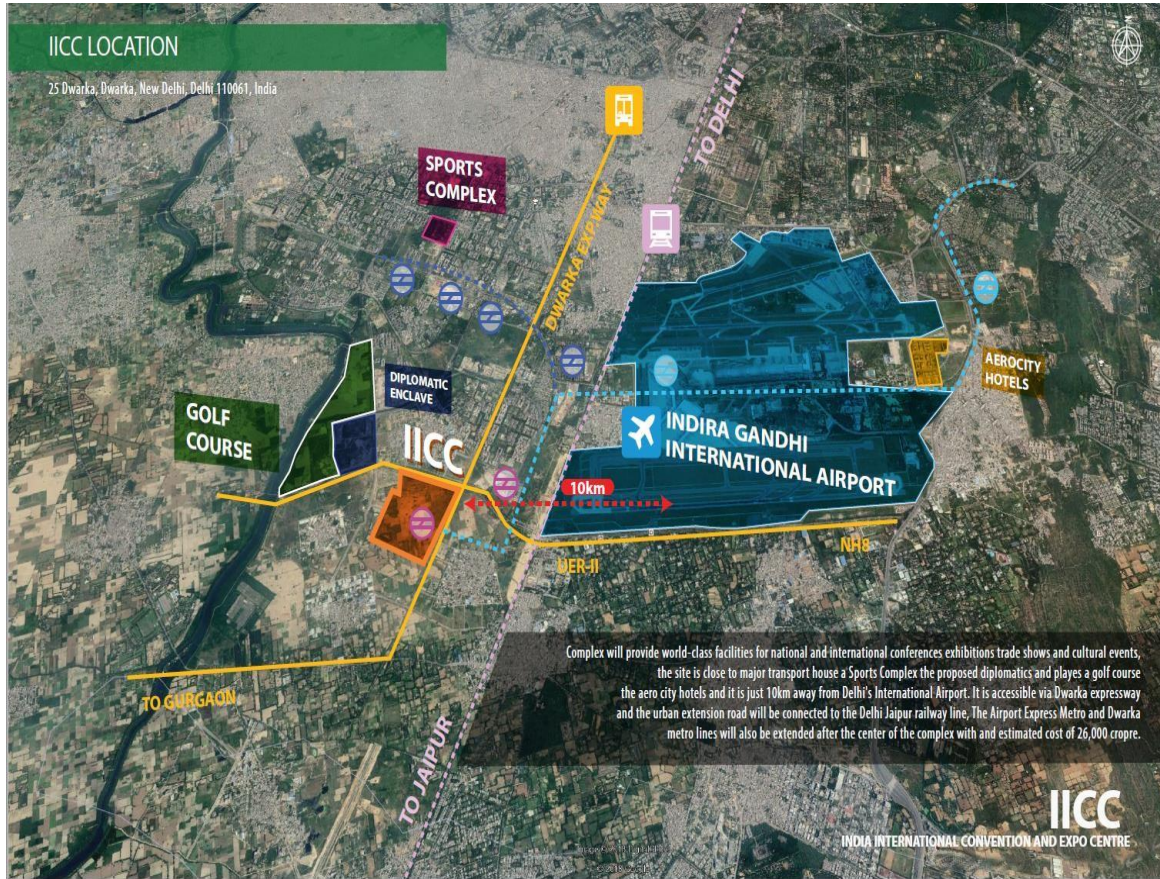 IICC LOCATION
25 Dwarka, Dwarka, New Delhi, Delhi 110061, India
N
TO DELHI
SPORTS
COMPLEX
DWARKA EXP.WAY
AEROCITY
HOTELS
DIPLOMATIC
ENCLAVE
GOLF
COURSE
IICC
INDIRA GANDHI
INTERNATIONAL AIRPORT
10km
NH8
UER-II
TO GURGAON
TO JAIPUR
Complex will provide world-class facilities for national and international conferences exhibitions trade shows and cultural events,
the site is close to major transport house a Sports Complex the proposed diplomatics and playes a golf course
the aero city hotels and it is just 10km away from Delhi's International Airport. It is accessible via Dwarka expressway
and the urban extension road will be connected to the Delhi Jaipur railway line, The Airport Express Metro and Dwarka
metro lines will also be extended after the center of the complex with and estimated cost of 26,000 cropre.
IICC
INDIA INTERNATIONAL CONVENTION AND EXPO CENTRE